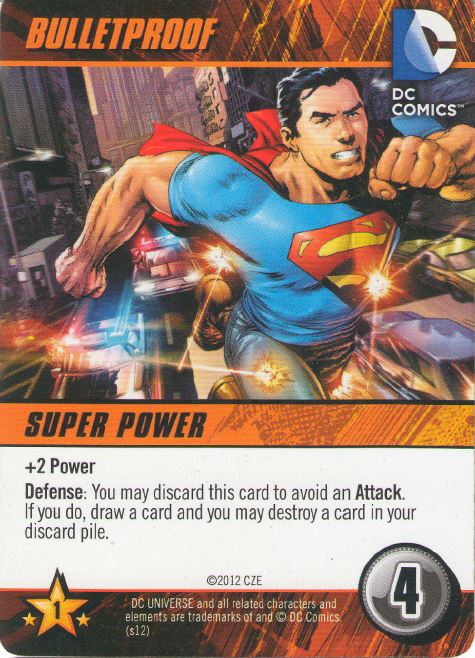 BULLETPROOF
DC
COMICS™
SUPER POWER
+2 Power
Defense: You may discard this card to avoid an Attack.
If you do, draw a card and you may destroy a card in your
discard pile.
©2012 CZE
4
1
DC UNIVERSE and all related characters and
elements are trademarks of and © DC Comics.
(s12)